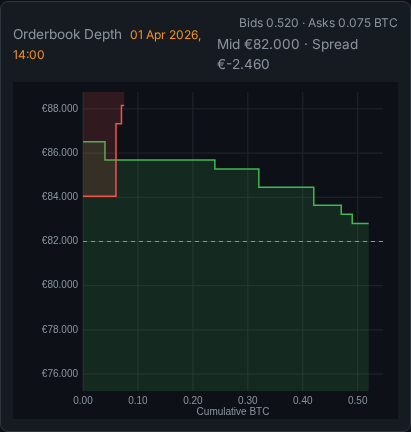 Orderbook Depth 01 Apr 2026,
14:00
Bids 0.520 · Asks 0.075 BTC
Mid €82.000 · Spread
€-2.460
€88.000
€86.000
€84.000
€82.000
€80.000
€78.000
€76.000
0.00 0.10 0.20 0.30 0.40 0.50
Cumulative BTC